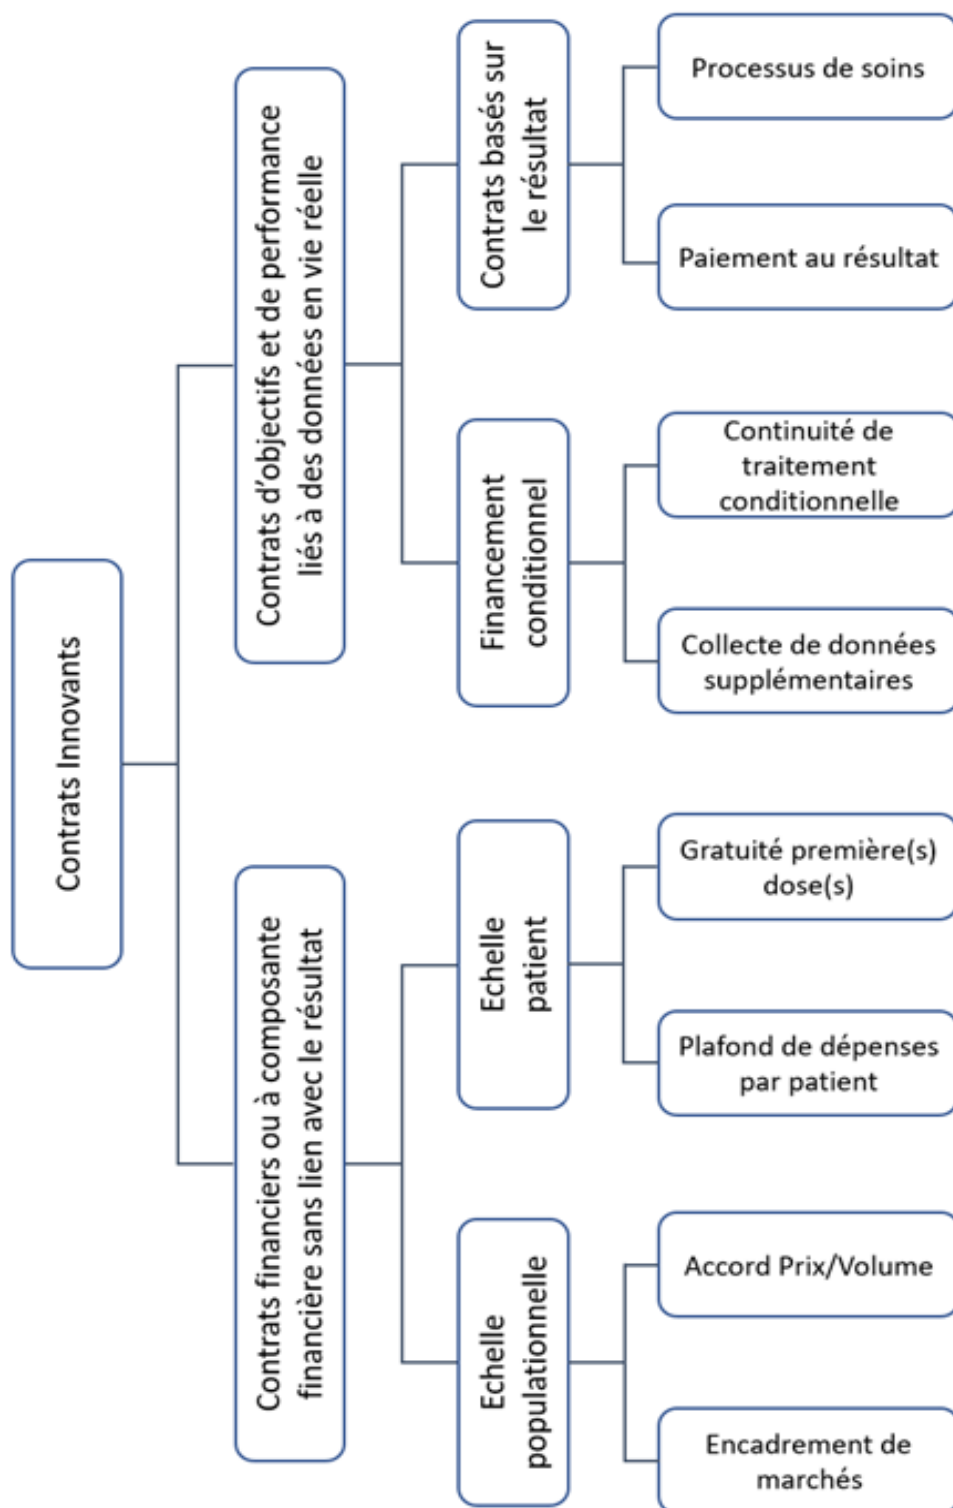 Contrats Innovants
Contrats d'objectifs et de performance
liés à des données en vie réelle
Contrats basés sur
le résultat
Processus de soins
Paiement au résultat
Financement
conditionnel
Continuité de
traitement
conditionnelle
Collecte de données
supplémentaires
Contrats financiers ou à composante
financière sans lien avec le résultat
Echelle
patient
Gratuité première(s)
dose(s)
Plafond de dépenses
par patient
Echelle
populationnelle
Accord Prix/Volume
Encadrement de
marchés